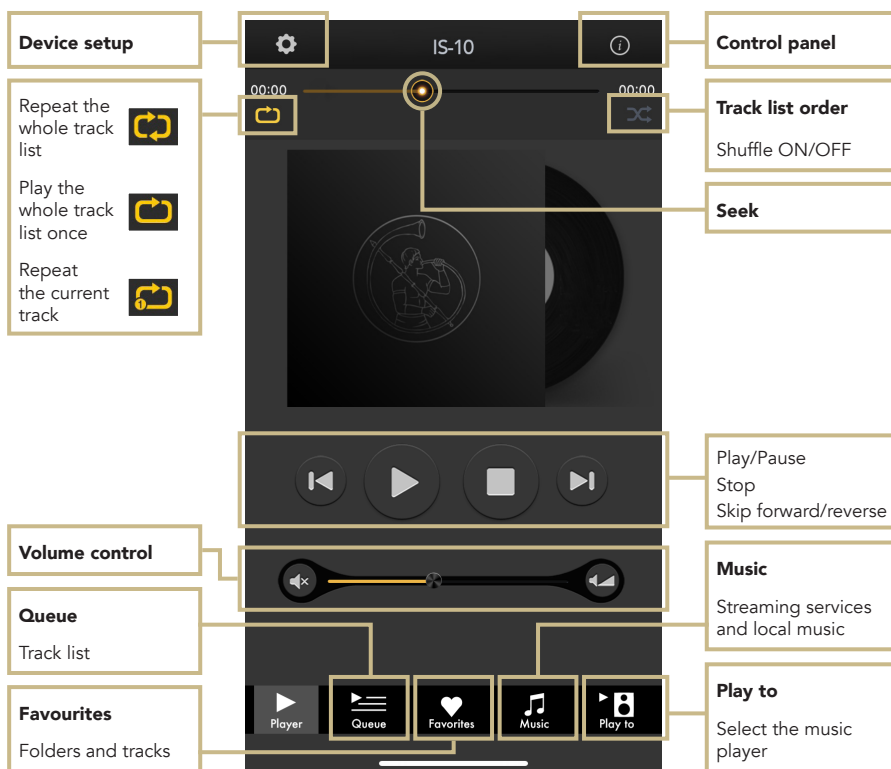 Device setup
IS-10
Control panel
Repeat the
whole track
list
Play the
whole track
list once
Repeat
the current
track
1
00:00
00:00
i
Track list order
Shuffle ON/OFF
Seek
Play/Pause
Stop
Skip forward/reverse
Volume control
Queue
Track list
Favourites
Folders and tracks
Music
Streaming services
and local music
Play to
Select the music
player
Player
Queue
Favorites
Music
Play to